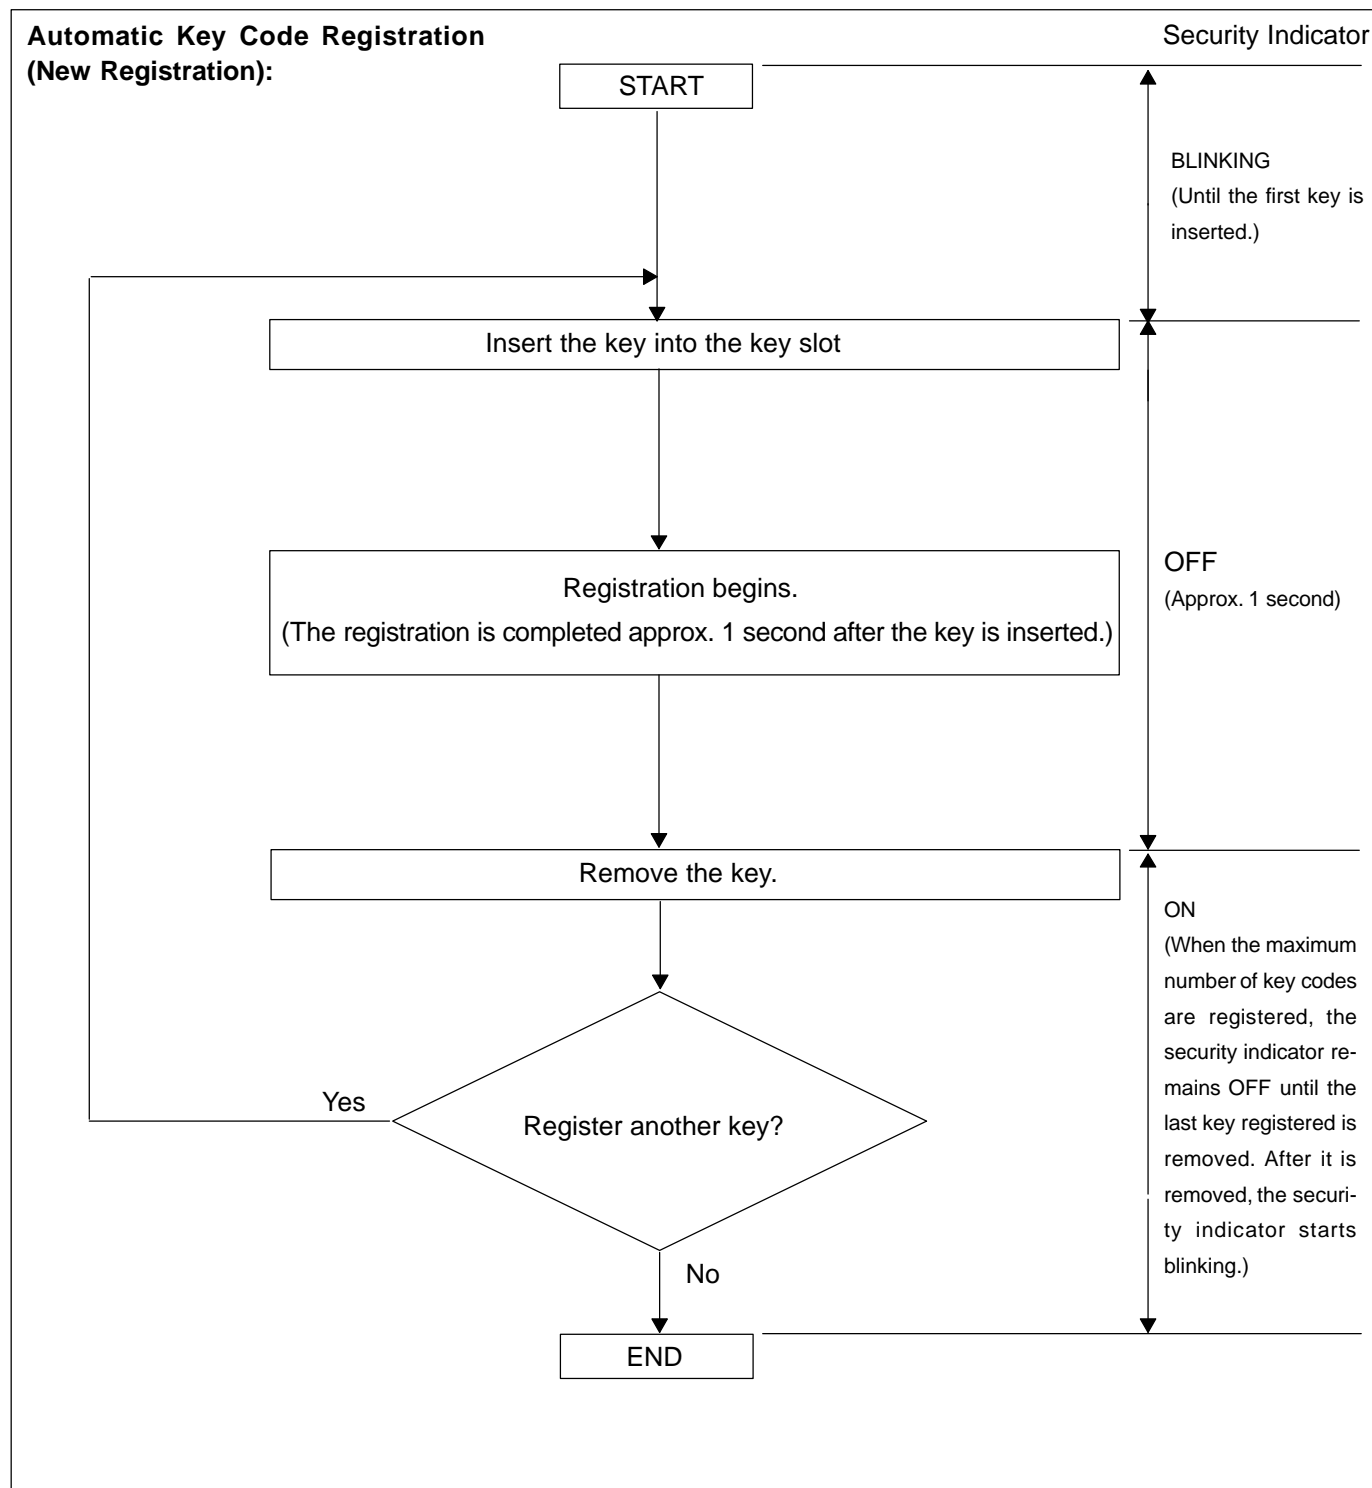 Automatic Key Code Registration
(New Registration):
Security Indicator
START
BLINKING
(Until the first key is
inserted.)
Insert the key into the key slot
Registration begins.
(The registration is completed approx. 1 second after the key is inserted.)
OFF
(Approx. 1 second)
Remove the key.
ON
(When the maximum
number of key codes
are registered, the
security indicator re-
mains OFF until the
last key registered is
removed. After it is
removed, the securi-
ty indicator starts
blinking.)
Yes
Register another key?
No
END